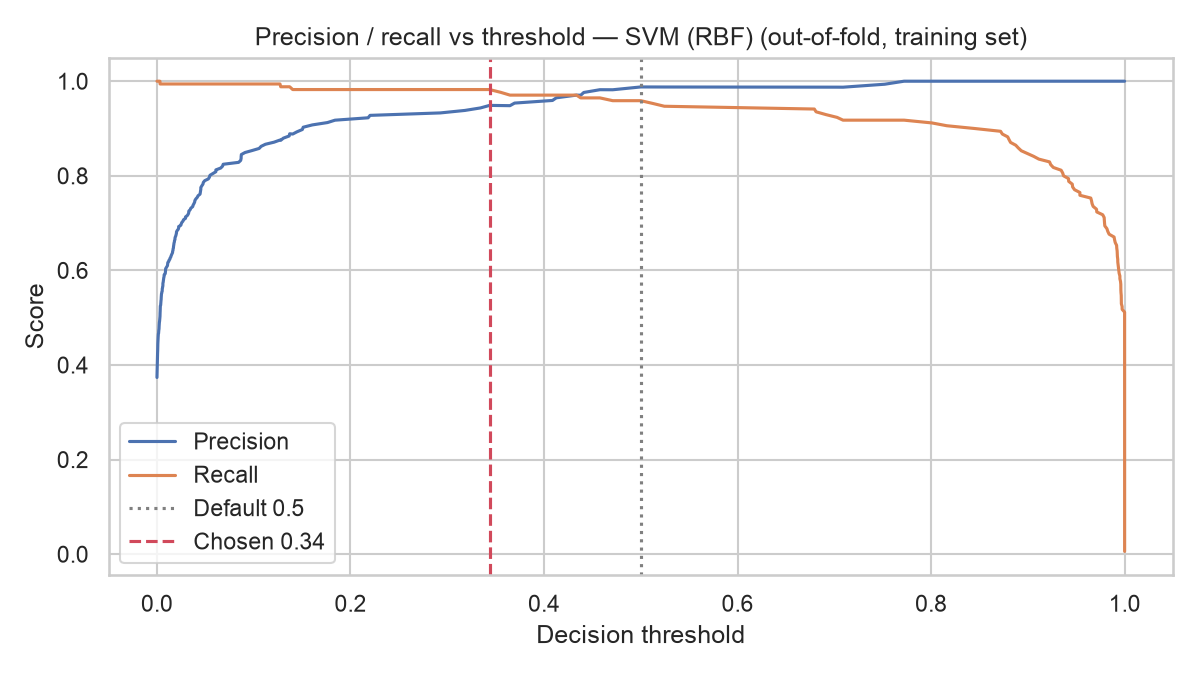 Precision / recall vs threshold — SVM (RBF) (out-of-fold, training set)
Score
1.0
0.8
0.6
0.4
0.2
0.0
Precision
Recall
Default 0.5
Chosen 0.34
0.0 0.2 0.4 0.6 0.8 1.0
Decision threshold